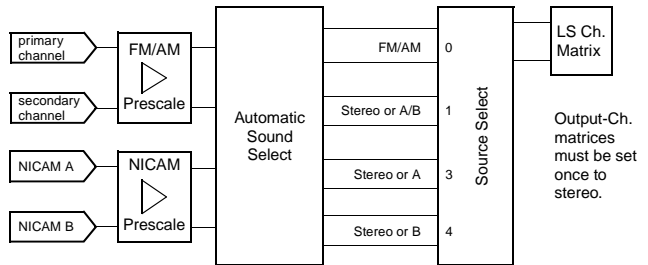 primary
channel
secondary
channel
NICAM A
NICAM B
FM/AM
Prescale
NICAM
Prescale
Automatic
Sound
Select
FM/AM
Stereo or A/B
Stereo or A
Stereo or B
0
1
3
4
Source Select
LS Ch.
Matrix
Output-Ch.
matrices
must be set
once to
stereo.